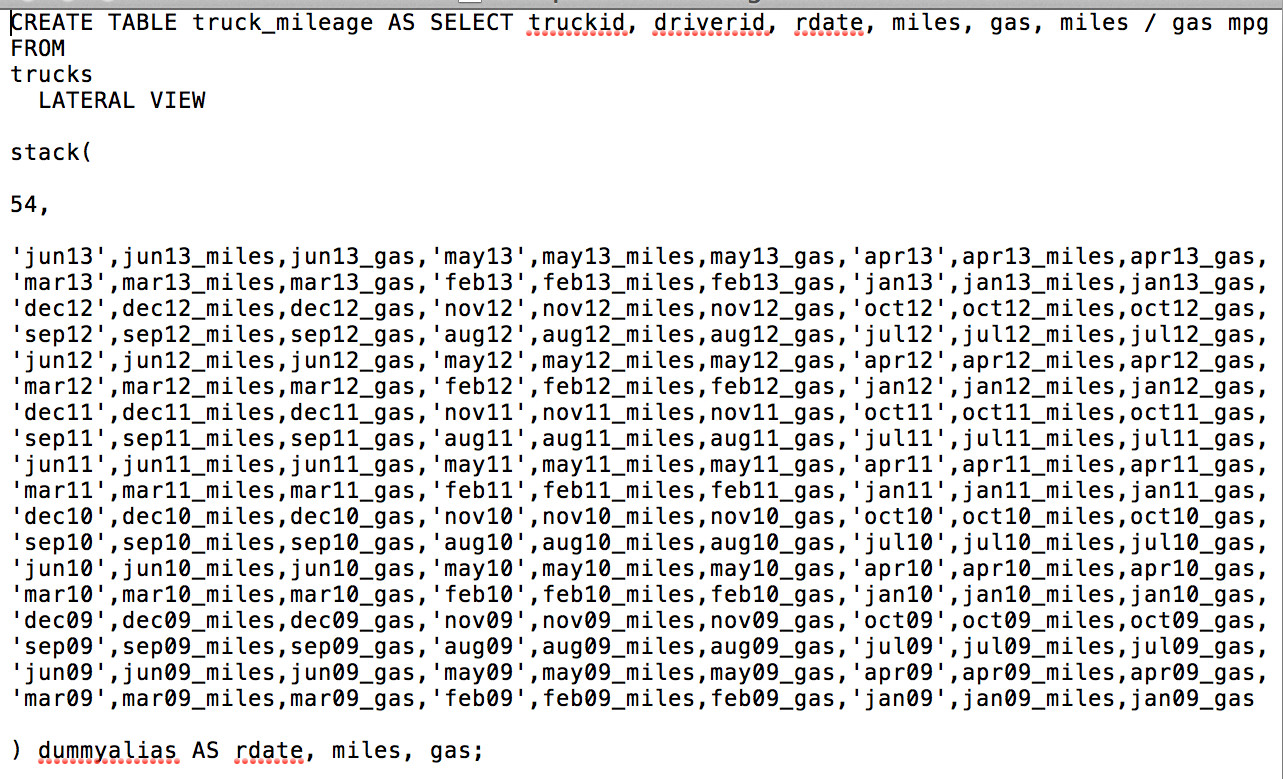 CREATE TABLE truck_mileage AS SELECT truckid, driverid, rdate, miles, gas, miles / gas mpg
FROM
trucks
LATERAL VIEW
stack(
54,
'jun13',jun13_miles,jun13_gas,'may13',may13_miles,may13_gas,'apr13',apr13_miles,apr13_gas,
'mar13',mar13_miles,mar13_gas,'feb13',feb13_miles,feb13_gas,'jan13',jan13_miles,jan13_gas,
'dec12',dec12_miles,dec12_gas,'nov12',nov12_miles,nov12_gas,'oct12',oct12_miles,oct12_gas,
'sep12',sep12_miles,sep12_gas,'aug12',aug12_miles,aug12_gas,'jul12',jul12_miles,jul12_gas,
'jun12',jun12_miles,jun12_gas,'may12',may12_miles,may12_gas,'apr12',apr12_miles,apr12_gas,
'mar12',mar12_miles,mar12_gas,'feb12',feb12_miles,feb12_gas,'jan12',jan12_miles,jan12_gas,
'dec11',dec11_miles,dec11_gas,'nov11',nov11_miles,nov11_gas,'oct11',oct11_miles,oct11_gas,
'sep11',sep11_miles,sep11_gas,'aug11',aug11_miles,aug11_gas,'jul11',jul11_miles,jul11_gas,
'jun11',jun11_miles,jun11_gas,'may11',may11_miles,may11_gas,'apr11',apr11_miles,apr11_gas,
'mar11',mar11_miles,mar11_gas,'feb11',feb11_miles,feb11_gas,'jan11',jan11_miles,jan11_gas,
'dec10',dec10_miles,dec10_gas,'nov10',nov10_miles,nov10_gas,'oct10',oct10_miles,oct10_gas,
'sep10',sep10_miles,sep10_gas,'aug10',aug10_miles,aug10_gas,'jul10',jul10_miles,jul10_gas,
'jun10',jun10_miles,jun10_gas,'may10',may10_miles,may10_gas,'apr10',apr10_miles,apr10_gas,
'mar10',mar10_miles,mar10_gas,'feb10',feb10_miles,feb10_gas,'jan10',jan10_miles,jan10_gas,
'dec09',dec09_miles,dec09_gas,'nov09',nov09_miles,nov09_gas,'oct09',oct09_miles,oct09_gas,
'sep09',sep09_miles,sep09_gas,'aug09',aug09_miles,aug09_gas,'jul09',jul09_miles,jul09_gas,
'jun09',jun09_miles,jun09_gas,'may09',may09_miles,may09_gas,'apr09',apr09_miles,apr09_gas,
'mar09',mar09_miles,mar09_gas,'feb09',feb09_miles,feb09_gas,'jan09',jan09_miles,jan09_gas
) dummyalias AS rdate, miles, gas;